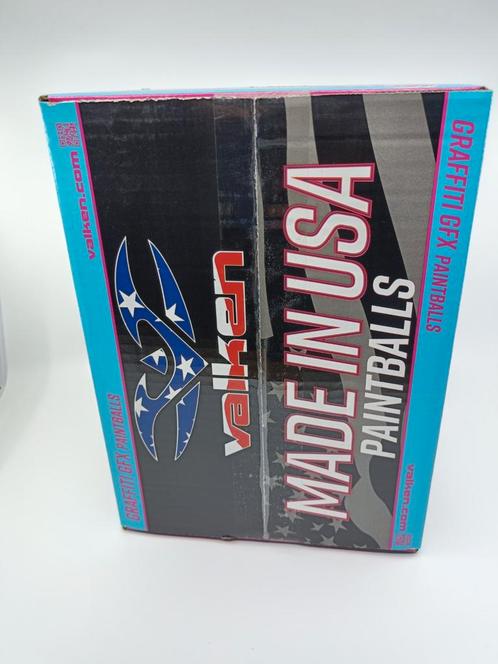 GRAFFITI GFX PAINTBALLS
valken.com
valken
MADE IN USA
PAINTBALLS
GRAFFITI GFX PAINTBALLS
valken.com